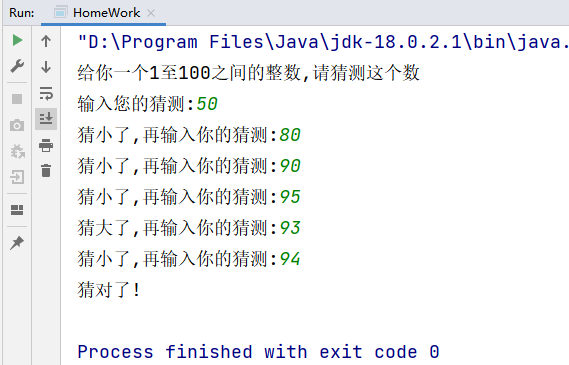 Run: HomeWork
"D:\Program Files\Java\jdk-18.0.2.1\bin\java.
给你一个1至100之间的整数,请猜测这个数
输入您的猜测:50
猜小了,再输入你的猜测:80
猜小了,再输入你的猜测:90
猜小了,再输入你的猜测:95
猜大了,再输入你的猜测:93
猜小了,再输入你的猜测:94
猜对了!
Process finished with exit code 0